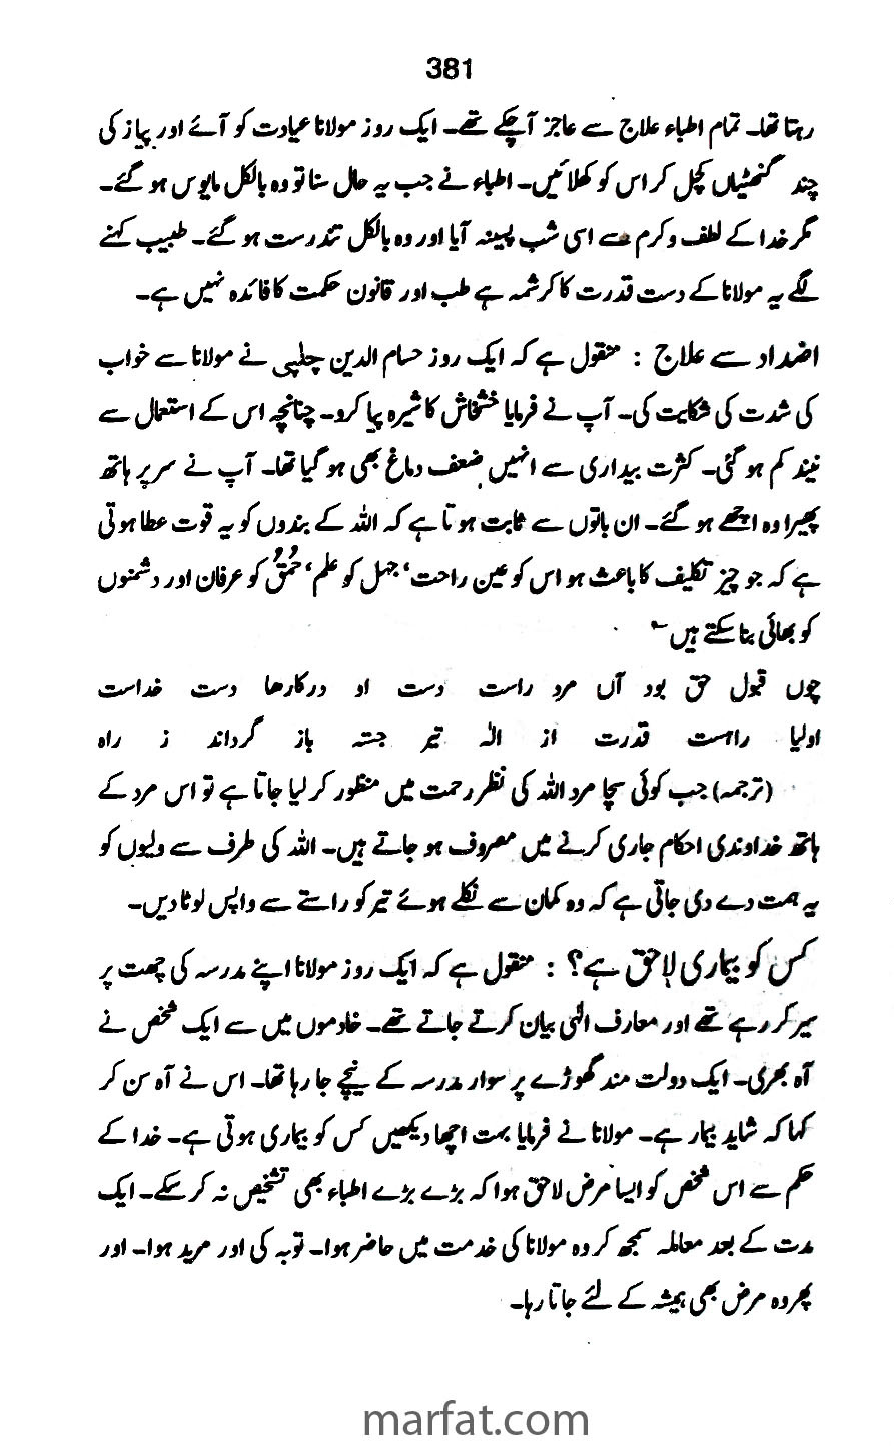 381
رہتا تھا۔ تمام اطباء علاج سے عاجز آچکے تھے۔ ایک روز مولانا عیادت کو آئے اور پیاز کی
چند گنٹھیاں کچل کر اس کو کھلائیں۔ اطباء نے جب یہ حال سنا تو وہ بالکل مایوس ہو گئے۔
مگر خدا کے لطف و کرم سے اسی شب پسینہ آیا اور وہ بالکل تندرست ہو گئے۔ طبیب کہنے
لگے یہ مولانا کے دست قدرت کا کرشمہ ہے طب اور قانون حکمت کا فائدہ نہیں ہے۔
اضداد سے علاج : منقول ہے کہ ایک روز حسام الدین چلپی نے مولانا سے خواب
کی شدت کی شکایت کی۔ آپ نے فرمایا خشخاش کا شیرہ پیا کرو۔ چنانچہ اس کے استعمال سے
نیند کم ہو گئی۔ کثرت بیداری سے انہیں ضعف دماغ بھی ہو گیا تھا۔ آپ نے سر پر ہاتھ
پھیرا وہ اچھے ہو گئے۔ ان باتوں سے ثابت ہوتا ہے کہ اللہ کے بندوں کو یہ قوت عطا ہوتی
ہے کہ جو چیز تکلیف کا باعث ہو اس کو عین راحت‘ جہل کو علم‘ حُمُق کو عرفان اور دشمنوں
کو بھائی بنا سکتے ہیں ؎
چوں قبول حق بود آں مرد راست دست او درکارھا دست خداست
اولیا راہست قدرت از الٰہ تیر جستہ باز گرداند ز راہ
(ترجمہ) جب کوئی سچا مرد اللہ کی نظر رحمت میں منظور کر لیا جاتا ہے تو اس مرد کے
ہاتھ خداوندی احکام جاری کرنے میں معروف ہو جاتے ہیں۔ اللہ کی طرف سے ولیوں کو
یہ ہمت دے دی جاتی ہے کہ وہ کمان سے نکلے ہوئے تیر کو راستے سے واپس لوٹا دیں۔
کس کو بیماری لاحق ہے؟ : منقول ہے کہ ایک روز مولانا اپنے مدرسہ کی چھت پر
سیر کر رہے تھے اور معارف الٰہی بیان کرتے جاتے تھے۔ خادموں میں سے ایک شخص نے
آہ بھری۔ ایک دولت مند گھوڑے پر سوار مدرسہ کے نیچے جا رہا تھا۔ اس نے آہ سن کر
کہا کہ شاید بیمار ہے۔ مولانا نے فرمایا بہت اچھا دیکھیں کس کو بیماری ہوتی ہے۔ خدا کے
حکم سے اس شخص کو ایسا مرض لاحق ہوا کہ بڑے بڑے اطباء بھی تشخیص نہ کر سکے۔ ایک
مدت کے بعد معاملہ سمجھ کر وہ مولانا کی خدمت میں حاضر ہوا۔ توبہ کی اور مرید ہوا۔ اور
پھر وہ مرض بھی ہمیشہ کے لئے جاتا رہا۔
marfat.com